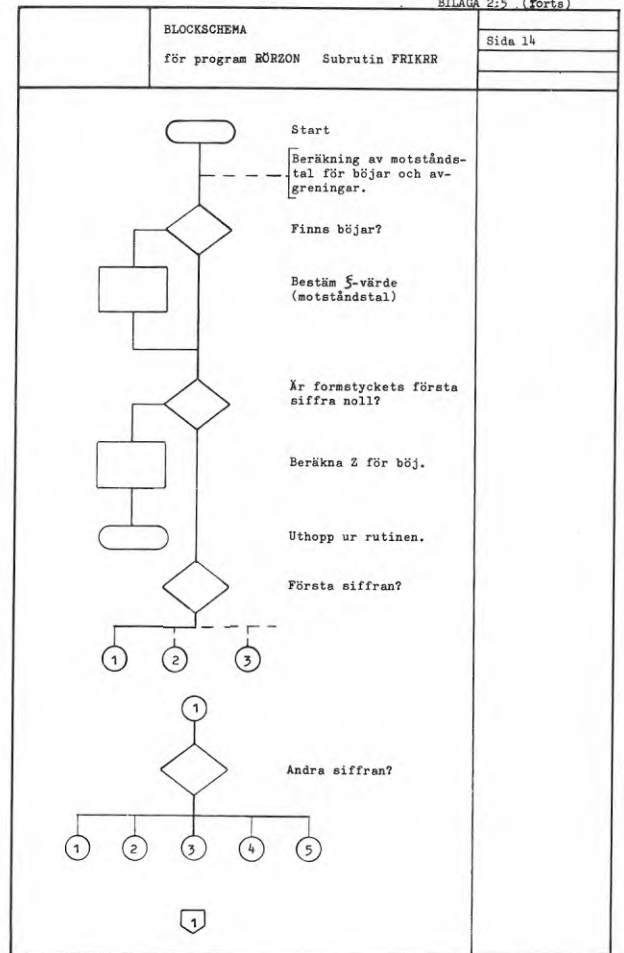 BILAGA 2:5 (forts)
BLOCKSCHEMA
Sida 14
för program RÖRZON Subrutin FRIKRR
Start
Beräkning av motstånds-
tal för böjar och av-
greningar.
Finns böjar?
Bestäm ξ-värde
(motståndstal)
Är formstyckets första
siffra noll?
Beräkna Z för böj.
Uthopp ur rutinen.
Första siffran?
1 2 3
1
Andra siffran?
1 2 3 4 5
1